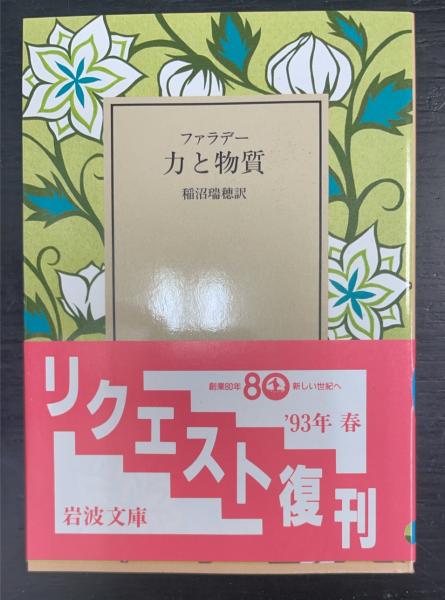 ファラデー
力と物質
稲沼瑞穂訳
創業80年 80 新しい世紀へ
リクエスト復刊
'93年 春
岩波文庫